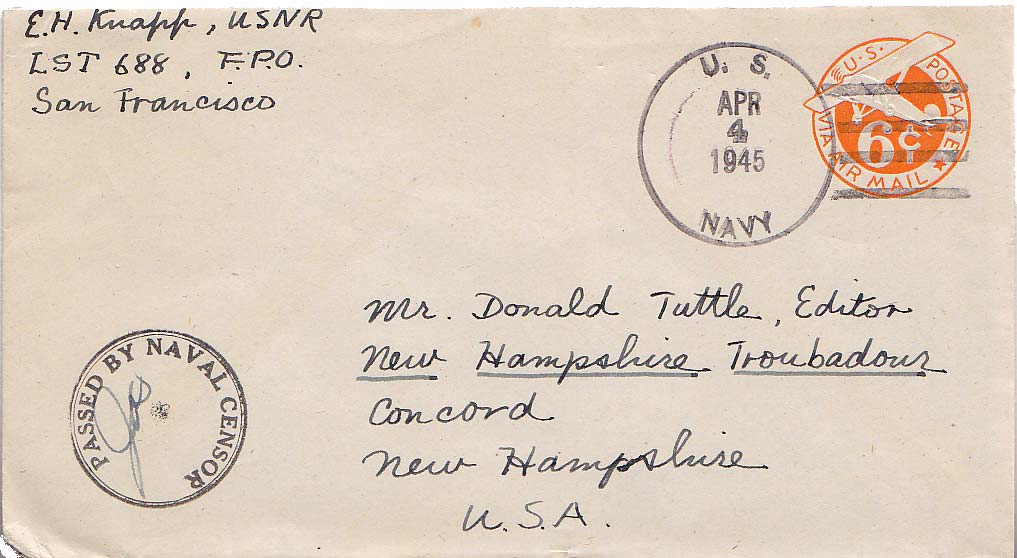 E.H. Knapp, USNR
LST 688, F.P.O.
San Francisco
U. S.
APR
4
1945
NAVY
U.S. POSTAGE
6¢
VIA AIR MAIL
Mr. Donald Tuttle, Editor
New Hampshire Troubadour
Concord
New Hampshire
U.S.A.
PASSED BY NAVAL CENSOR